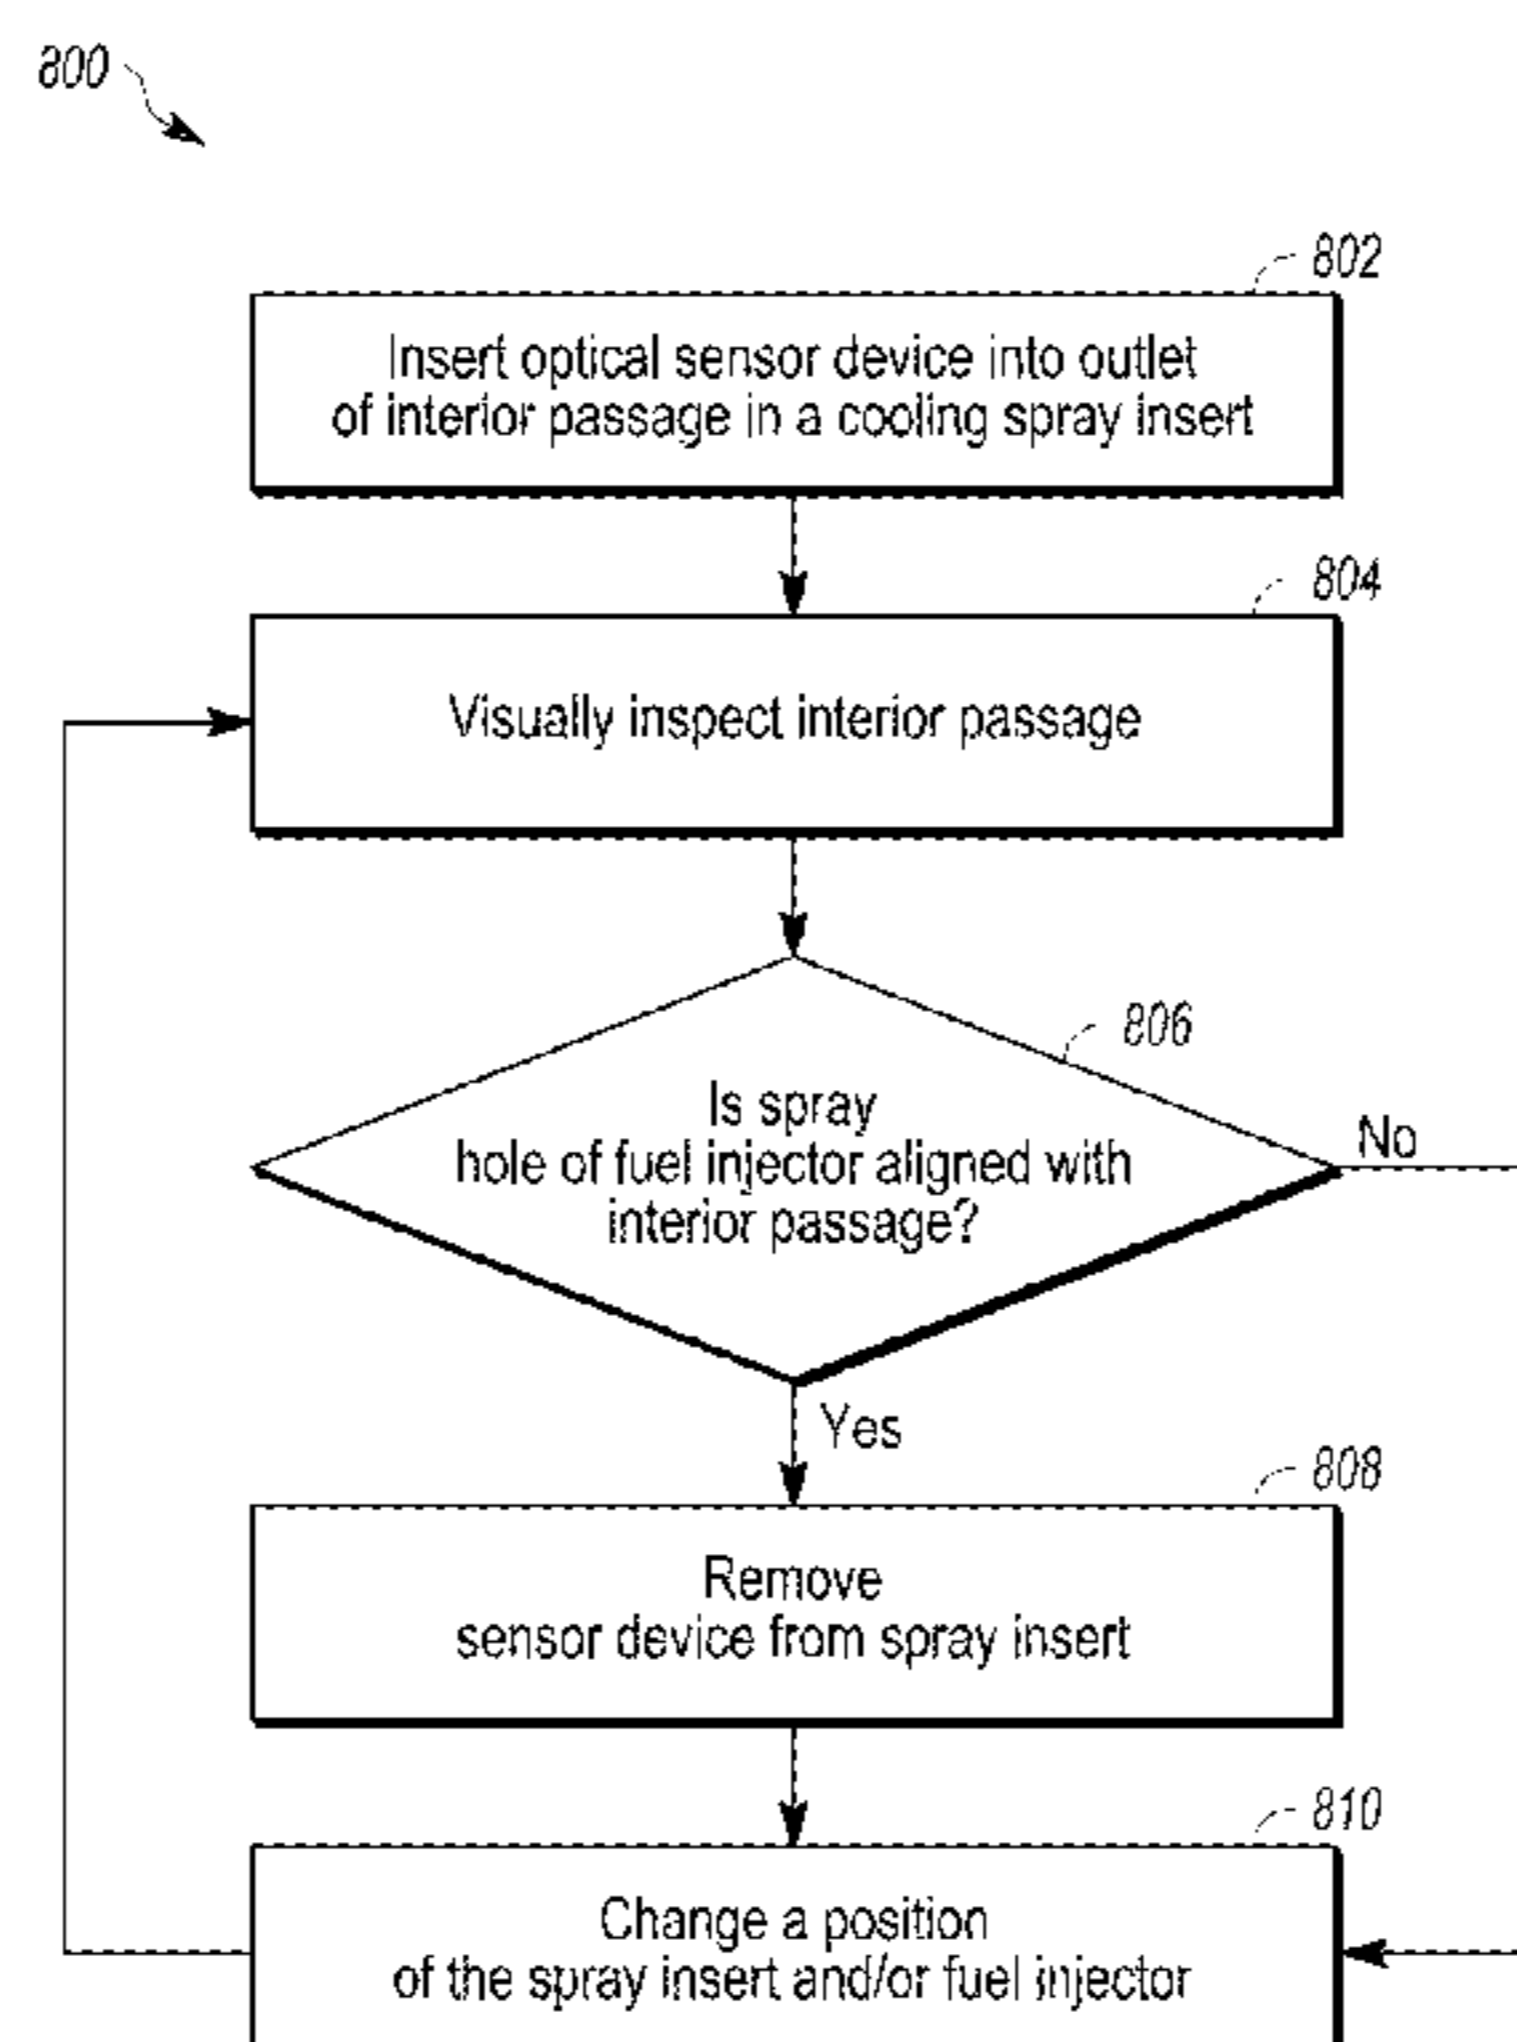 800
802
Insert optical sensor device into outlet
of interior passage in a cooling spray insert
804
Visually inspect interior passage
806
Is spray
hole of fuel injector aligned with
interior passage?
No
Yes
808
Remove
sensor device from spray insert
810
Change a position
of the spray insert and/or fuel injector